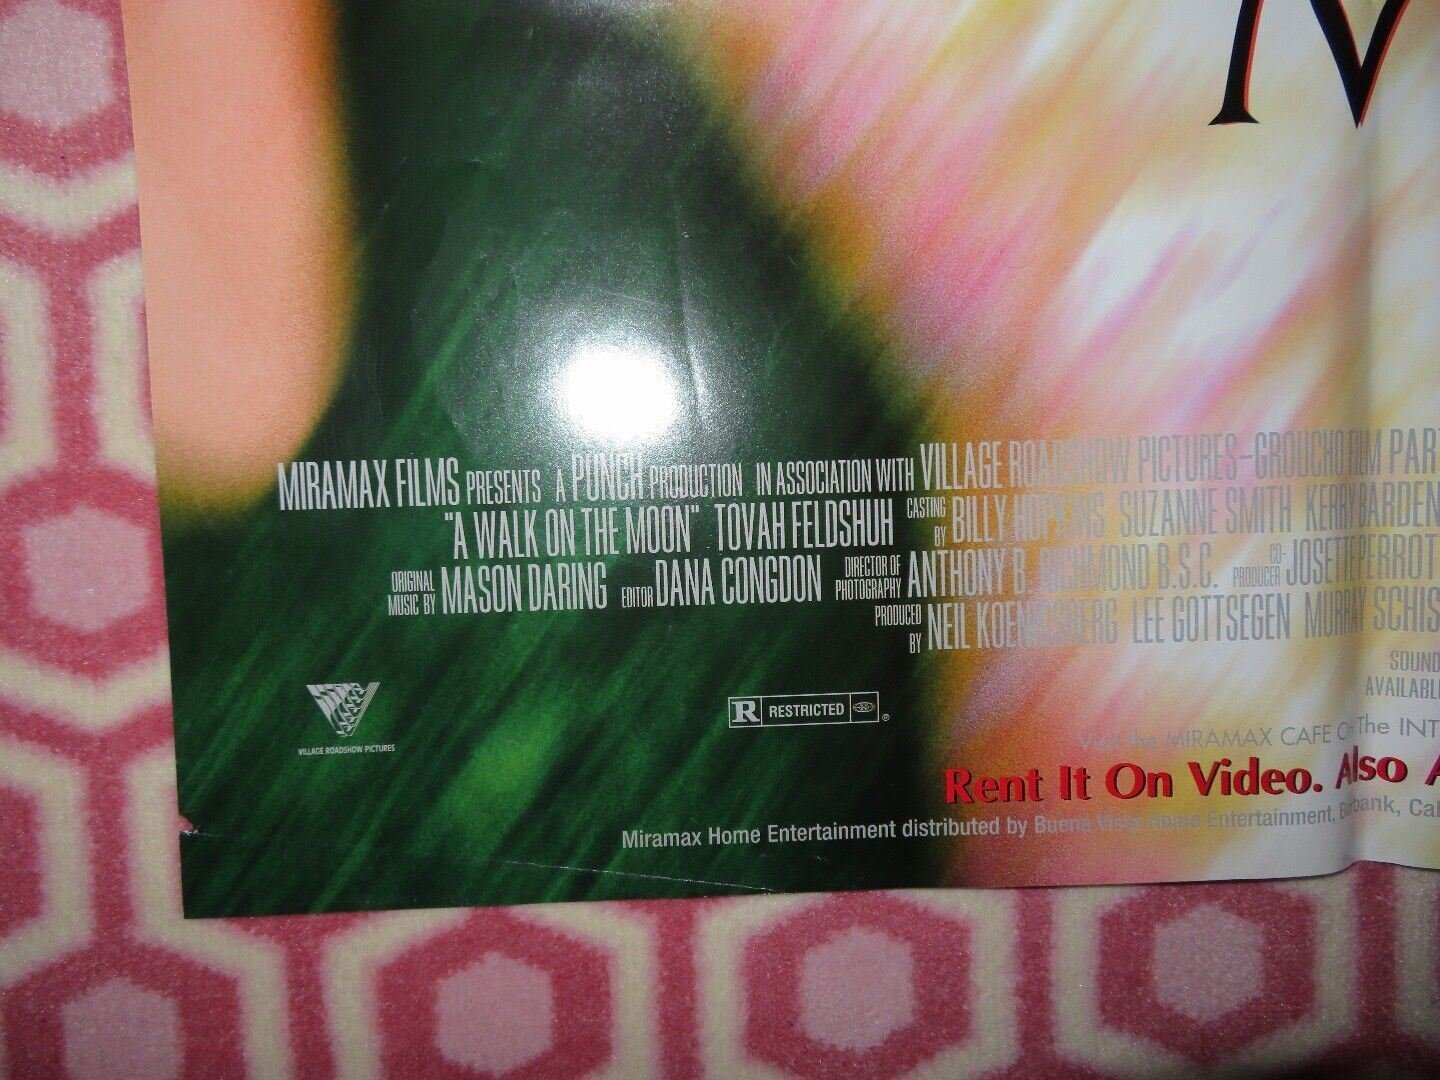 M
MIRAMAX FILMS PRESENTS A PUNCH PRODUCTION IN ASSOCIATION WITH VILLAGE ROADSHOW PICTURES-GROUCHO FILM PART
"A WALK ON THE MOON" TOVAH FELDSHUH CASTING BY BILLY HOPKINS SUZANNE SMITH KERRY BARDEN
ORIGINAL MUSIC BY MASON DARING EDITOR DANA CONGDON DIRECTOR OF PHOTOGRAPHY ANTHONY B. RICHMOND B.S.C. CO-PRODUCER JOSETTE PERROT
PRODUCED BY NEIL KOENIGSBERG LEE GOTTSEGEN MURRAY SCHIS
SOUND
AVAILABL
VILLAGE ROADSHOW PICTURES
R RESTRICTED ®
Visit the MIRAMAX CAFE On The INT
Rent It On Video. Also A
Miramax Home Entertainment distributed by Buena Vista Home Entertainment, Burbank, Cal